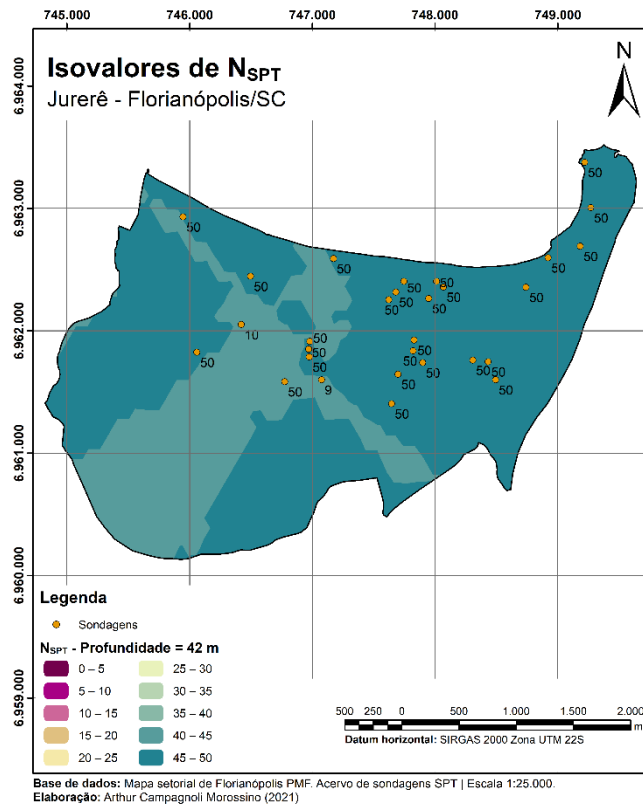 745.000 746.000 747.000 748.000 749.000
Isovalores de NSPT
Jurerê - Florianópolis/SC
N
6.964.000
6.963.000
6.962.000
6.961.000
6.960.000
6.959.000
50
50
50
50
50
50
50
50
50
50
50
50
50
50
10
50
50
50
50
50
50
50
50
50
9
50
50
Legenda
Sondagens
NSPT - Profundidade = 42 m
0 – 5 25 – 30
5 – 10 30 – 35
10 – 15 35 – 40
15 – 20 40 – 45
20 – 25 45 – 50
500 250 0 500 1.000 1.500 2.000
m
Datum horizontal: SIRGAS 2000 Zona UTM 22S
Base de dados: Mapa setorial de Florianópolis PMF. Acervo de sondagens SPT | Escala 1:25.000.
Elaboração: Arthur Campagnoli Morossino (2021)